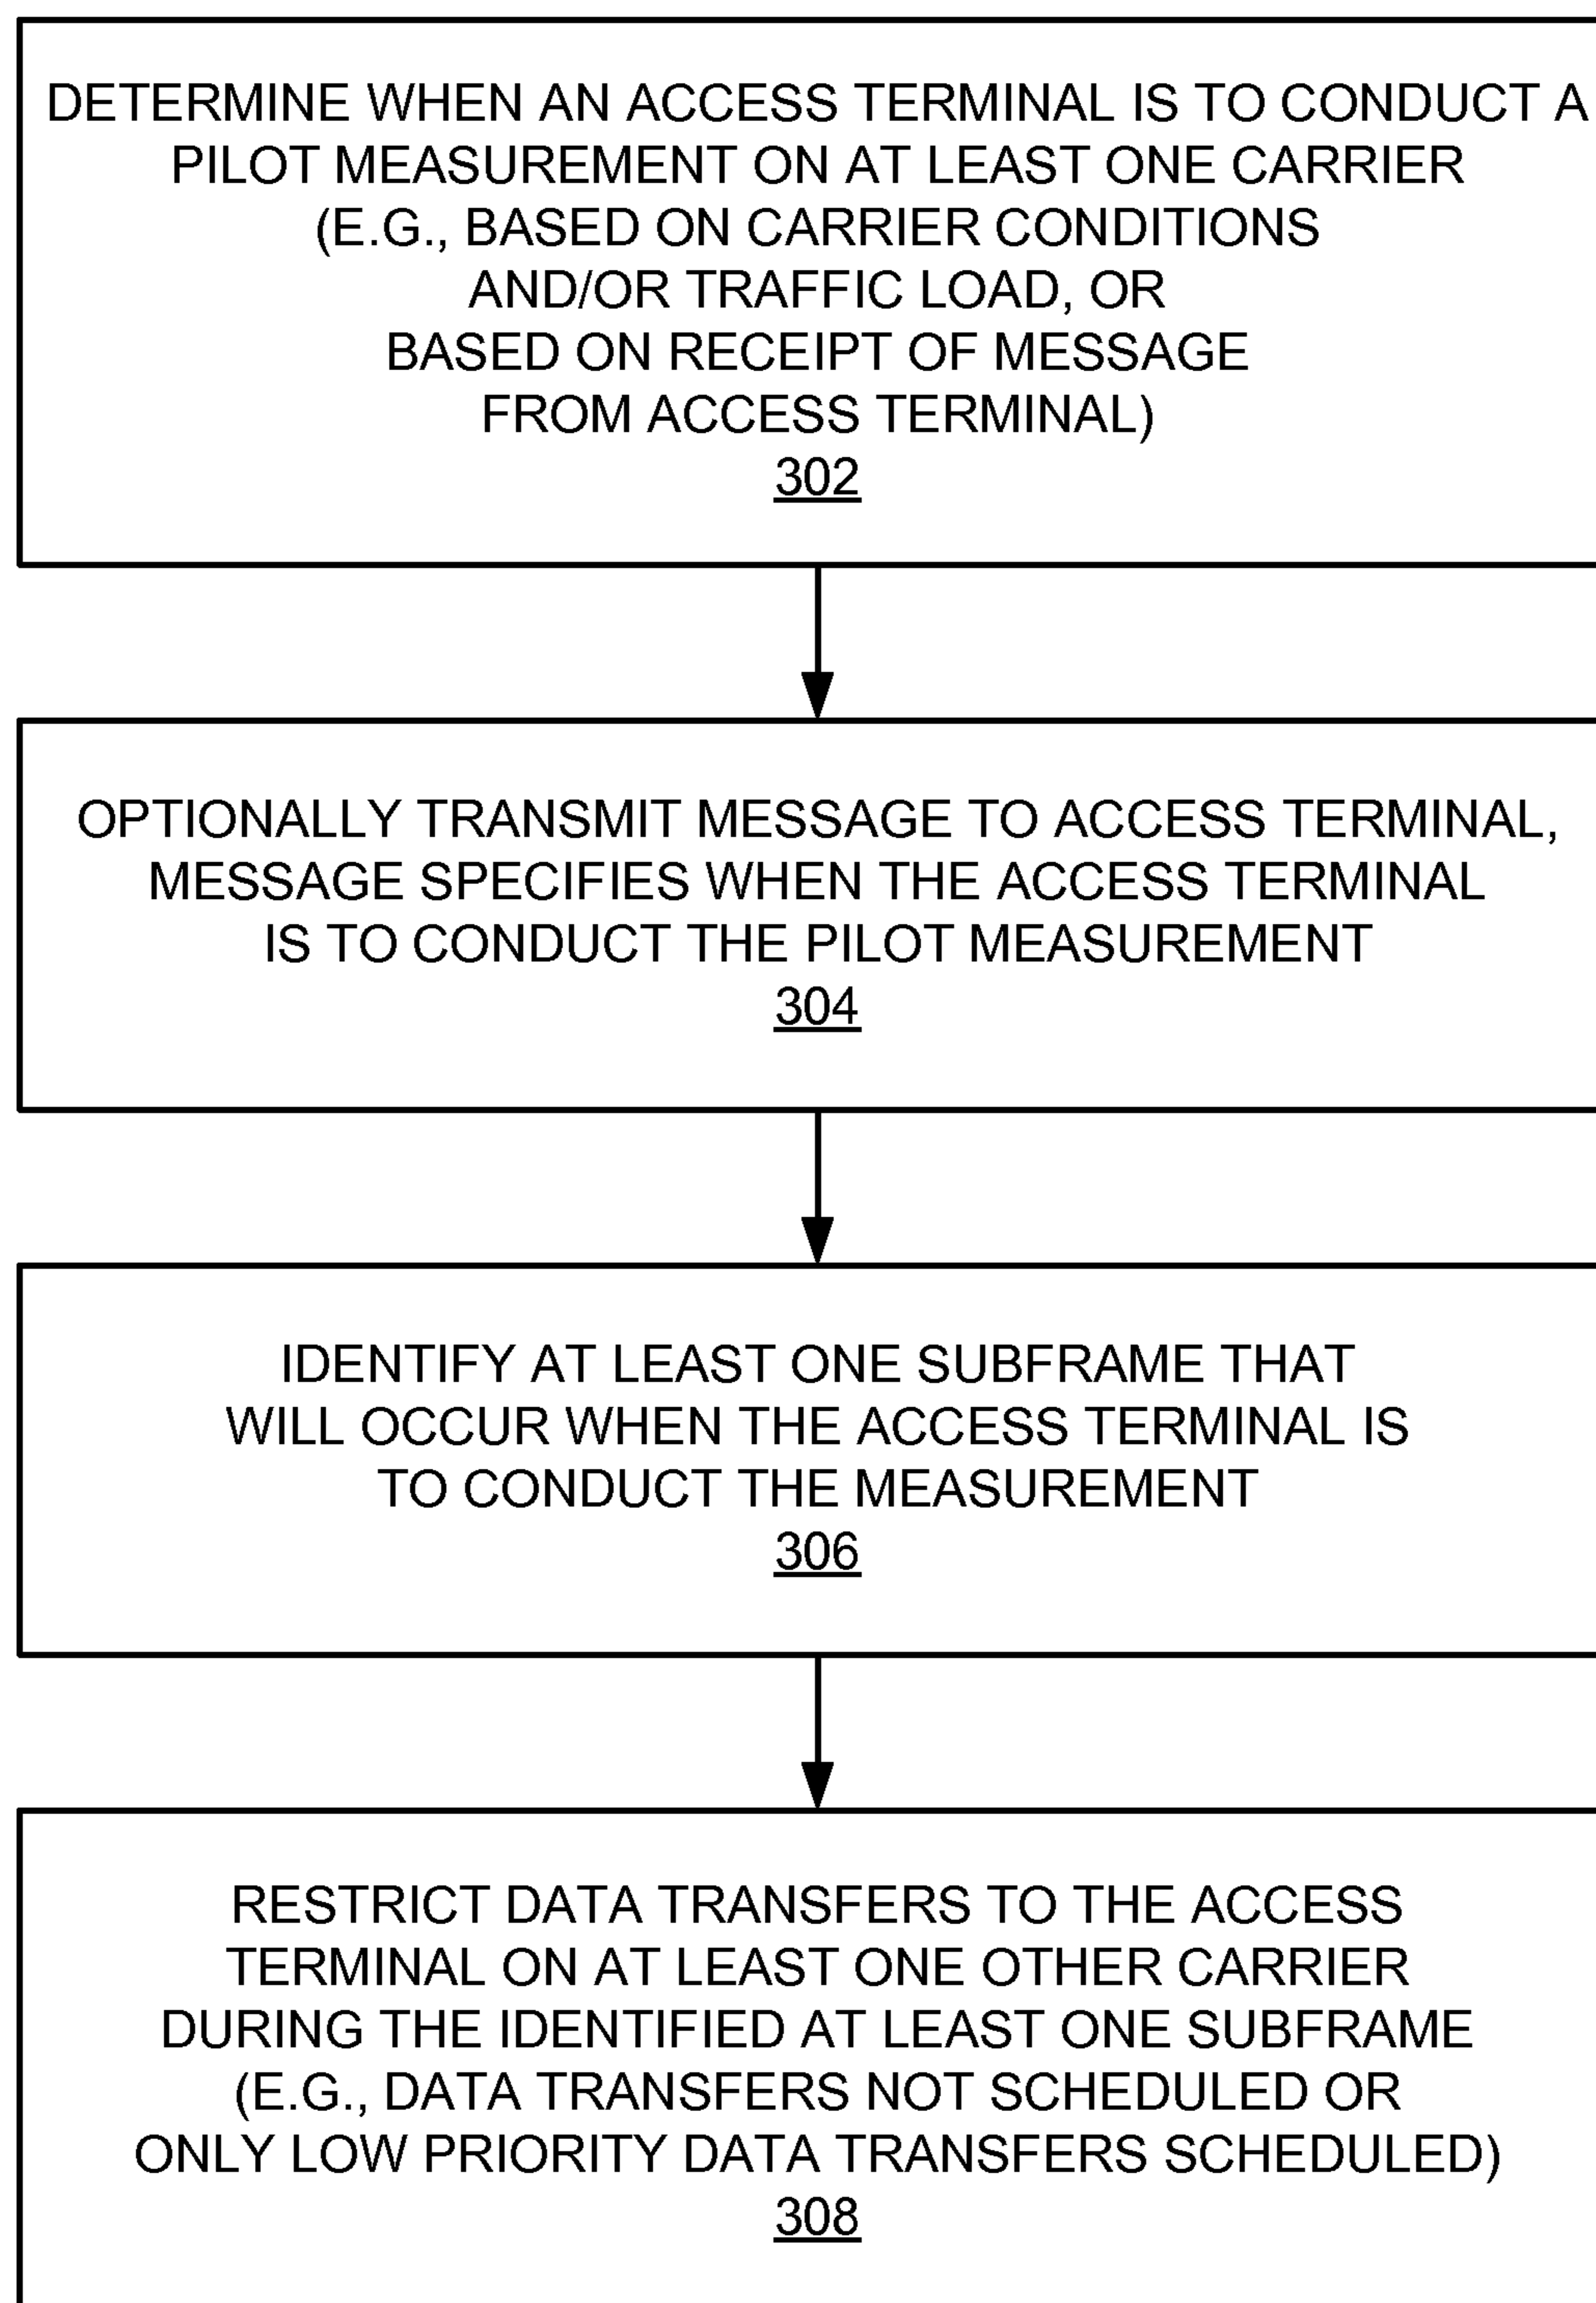 DETERMINE WHEN AN ACCESS TERMINAL IS TO CONDUCT A
PILOT MEASUREMENT ON AT LEAST ONE CARRIER
(E.G., BASED ON CARRIER CONDITIONS
AND/OR TRAFFIC LOAD, OR
BASED ON RECEIPT OF MESSAGE
FROM ACCESS TERMINAL)
302
OPTIONALLY TRANSMIT MESSAGE TO ACCESS TERMINAL,
MESSAGE SPECIFIES WHEN THE ACCESS TERMINAL
IS TO CONDUCT THE PILOT MEASUREMENT
304
IDENTIFY AT LEAST ONE SUBFRAME THAT
WILL OCCUR WHEN THE ACCESS TERMINAL IS
TO CONDUCT THE MEASUREMENT
306
RESTRICT DATA TRANSFERS TO THE ACCESS
TERMINAL ON AT LEAST ONE OTHER CARRIER
DURING THE IDENTIFIED AT LEAST ONE SUBFRAME
(E.G., DATA TRANSFERS NOT SCHEDULED OR
ONLY LOW PRIORITY DATA TRANSFERS SCHEDULED)
308